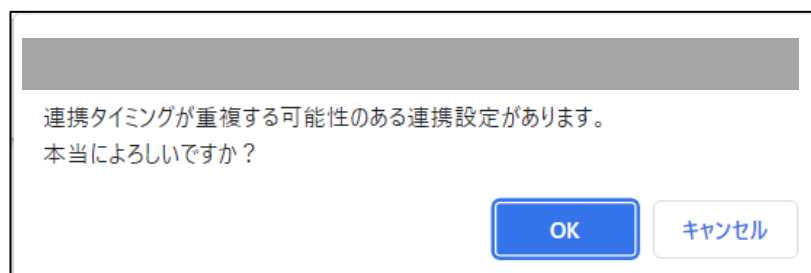 連携タイミングが重複する可能性のある連携設定があります。
本当によろしいですか？
OK
キャンセル